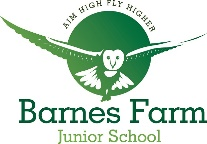 AIM HIGH FLY HIGHER
Barnes Farm
Junior School